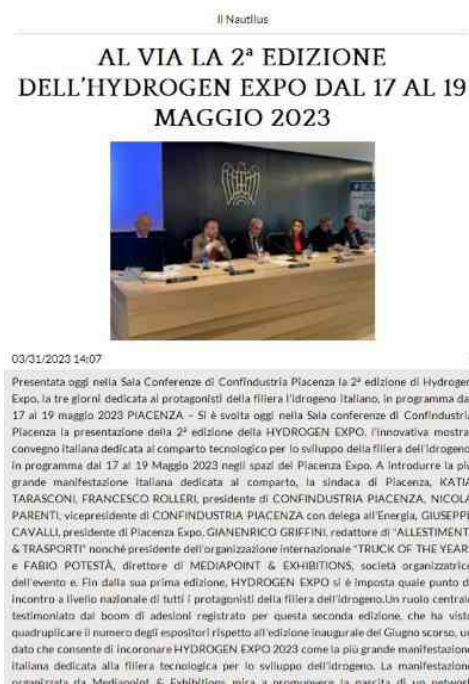 Il Nautilus
AL VIA LA 2ª EDIZIONE
DELL'HYDROGEN EXPO DAL 17 AL 19
MAGGIO 2023
03/31/2023 14:07
Presentata oggi nella Sala Conferenze di Confindustria Piacenza la 2ª edizione di Hydrogen
Expo, la tre giorni dedicata ai protagonisti della filiera l'idrogeno italiano, in programma dal
17 al 19 maggio 2023 PIACENZA – Si è svolta oggi nella Sala conferenze di Confindustria
Piacenza la presentazione della 2ª edizione della HYDROGEN EXPO, l'innovativa mostra-
convegno italiana dedicata al comparto tecnologico per lo sviluppo della filiera dell'idrogeno,
in programma dal 17 al 19 Maggio 2023 negli spazi del Piacenza Expo. A introdurre la più
grande manifestazione italiana dedicata al comparto, la sindaca di Piacenza, KATIA
TARASCONI, FRANCESCO ROLLERI, presidente di CONFINDUSTRIA PIACENZA, NICOLA
PARENTI, vicepresidente di CONFINDUSTRIA PIACENZA con delega all'Energia, GIUSEPPE
CAVALLI, presidente di Piacenza Expo, GIANENRICO GRIFFINI, redattore di "ALLESTIMENTI
& TRASPORTI" nonché presidente dell'organizzazione internazionale "TRUCK OF THE YEAR"
e FABIO POTESTÀ, direttore di MEDIAPOINT & EXHIBITIONS, società organizzatrice
dell'evento e. Fin dalla sua prima edizione, HYDROGEN EXPO si è imposta quale punto di
incontro a livello nazionale di tutti i protagonisti della filiera dell'idrogeno.Un ruolo centrale
testimoniato dal boom di adesioni registrato per questa seconda edizione, che ha visto
quadruplicare il numero degli espositori rispetto all'edizione inaugurale del Giugno scorso, un
dato che consente di incoronare HYDROGEN EXPO 2023 come la più grande manifestazione
italiana dedicata alla filiera tecnologica per lo sviluppo dell'idrogeno. La manifestazione
organizzata da Mediapoint & Exhibitions mira a promuovere la nascita di un network